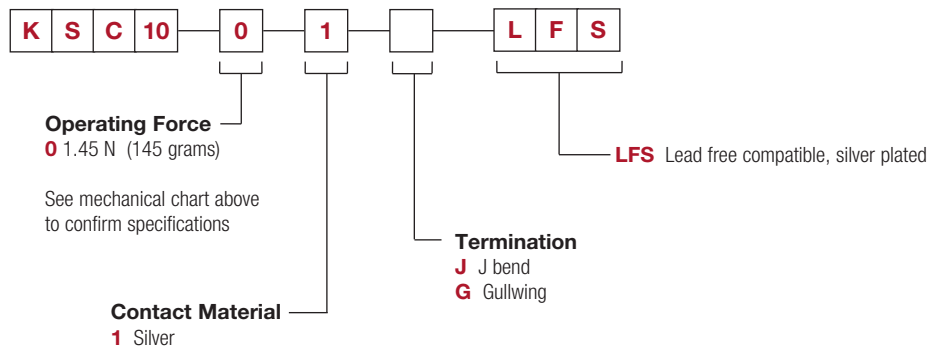 K S C 10 0 1 L F S
Operating Force
0 1.45 N (145 grams)
See mechanical chart above
to confirm specifications
LFS Lead free compatible, silver plated
Termination
J J bend
G Gullwing
Contact Material
1 Silver